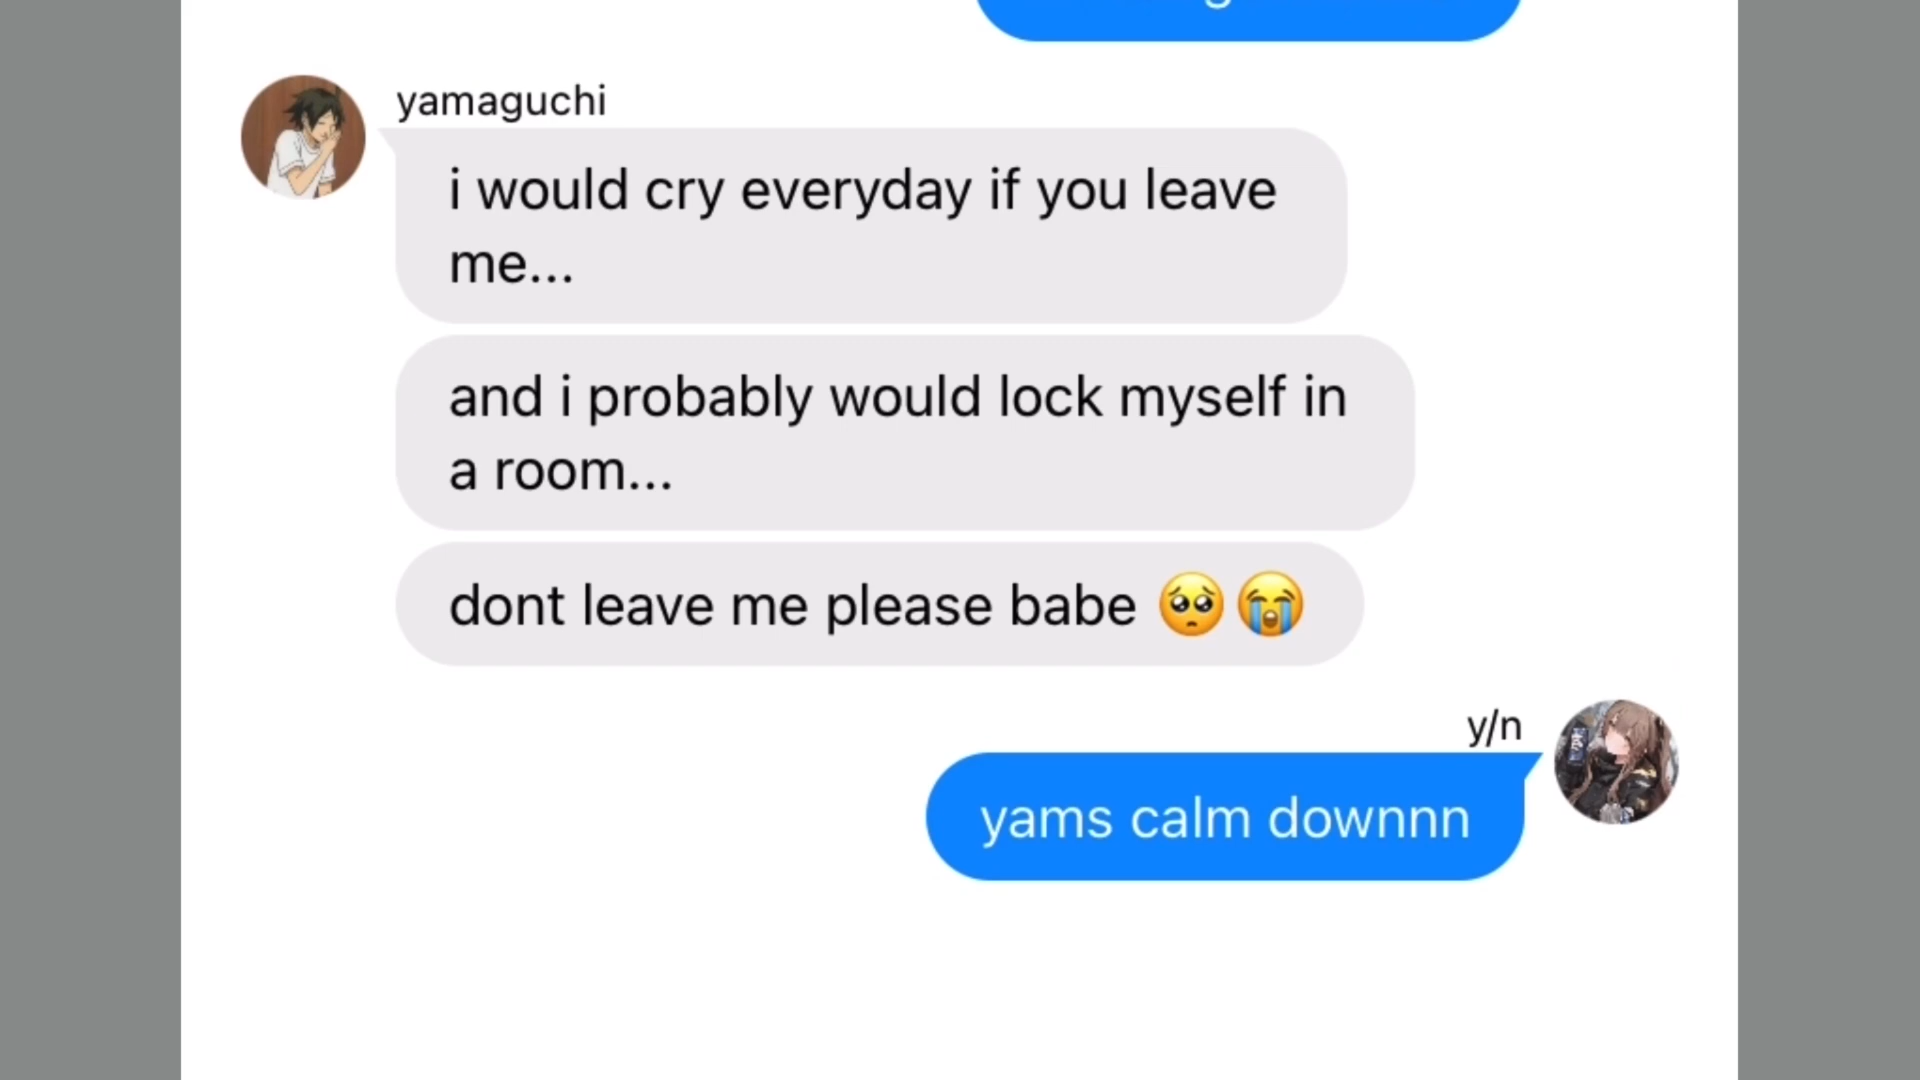 yamaguchi
i would cry everyday if you leave
me...
and i probably would lock myself in
a room...
dont leave me please babe 🥺😭
y/n
yams calm downnn